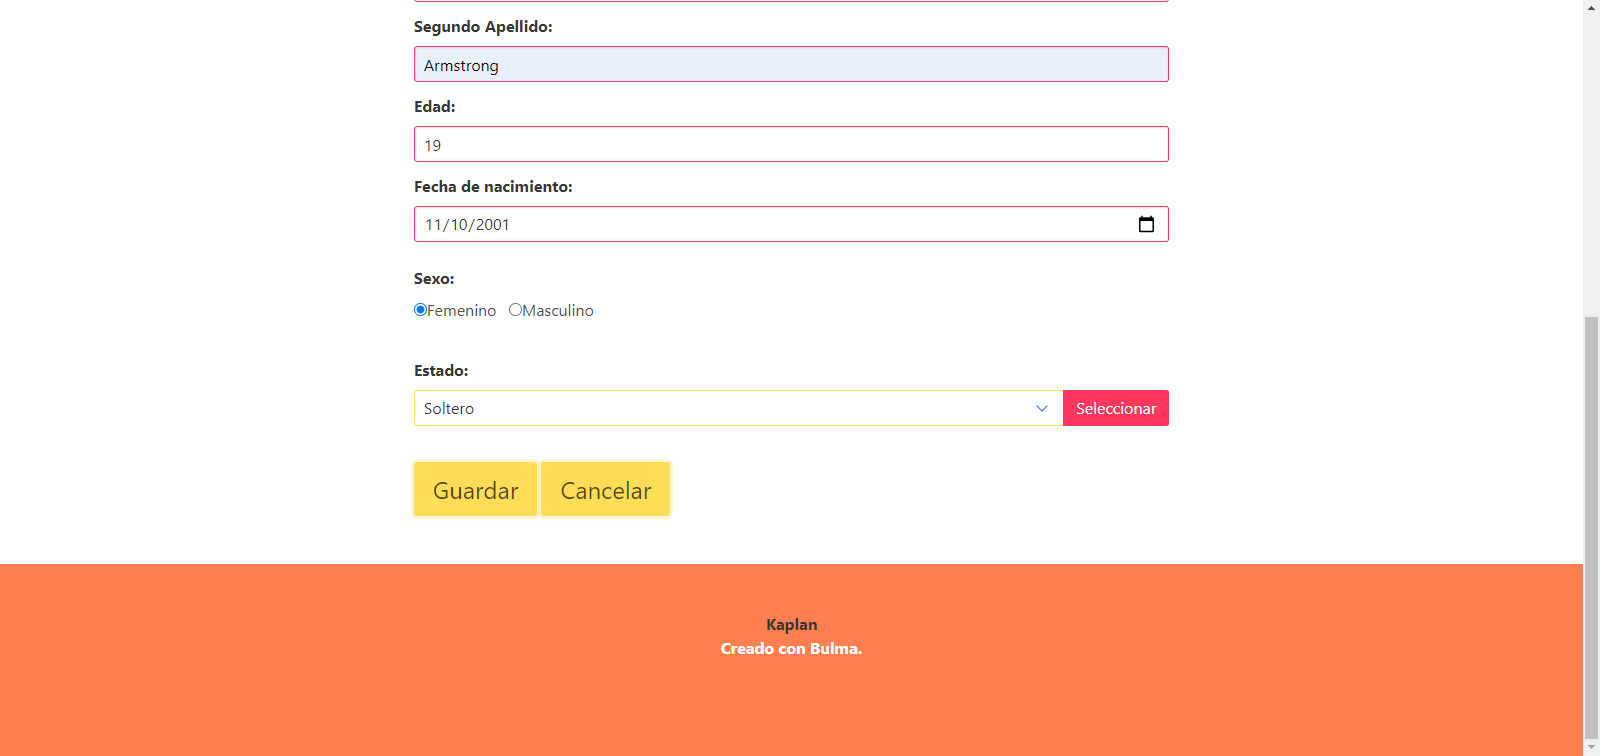 Segundo Apellido:
Armstrong
Edad:
19
Fecha de nacimiento:
11/10/2001
Sexo:
Femenino Masculino
Estado:
Soltero Seleccionar
Guardar Cancelar
Kaplan
Creado con Bulma.